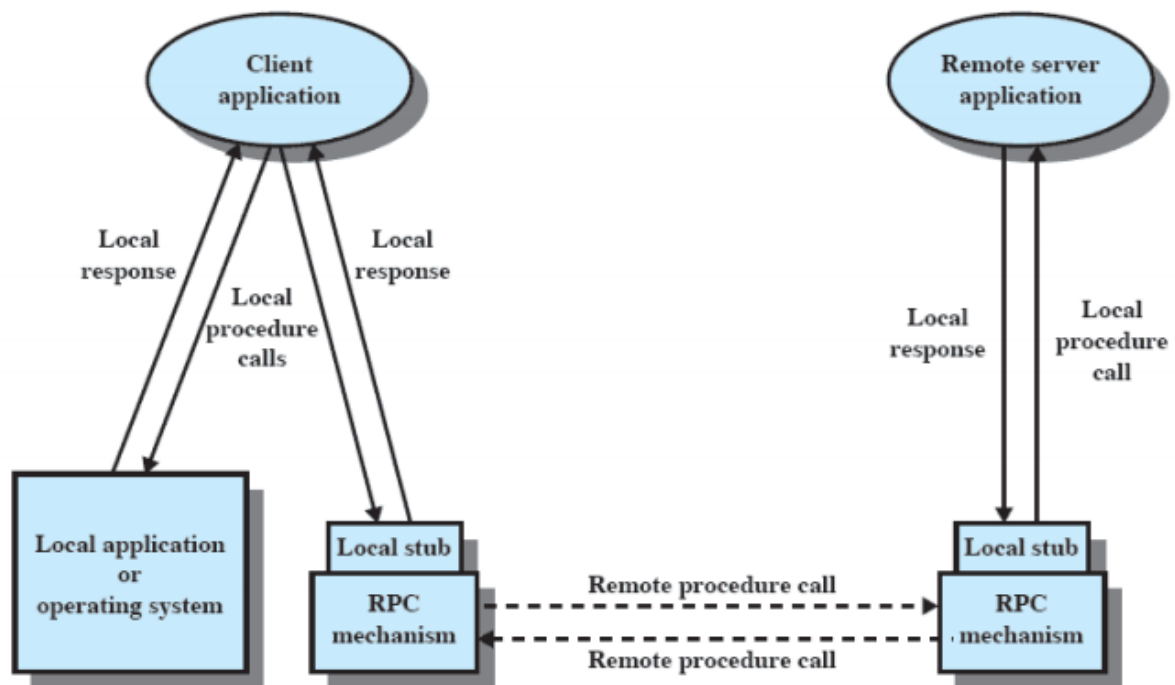 Client
application
Remote server
application
Local
response
Local
response
Local
procedure
calls
Local
response
Local
procedure
call
Local application
or
operating system
Local stub
RPC
mechanism
Remote procedure call
Remote procedure call
Local stub
RPC
mechanism